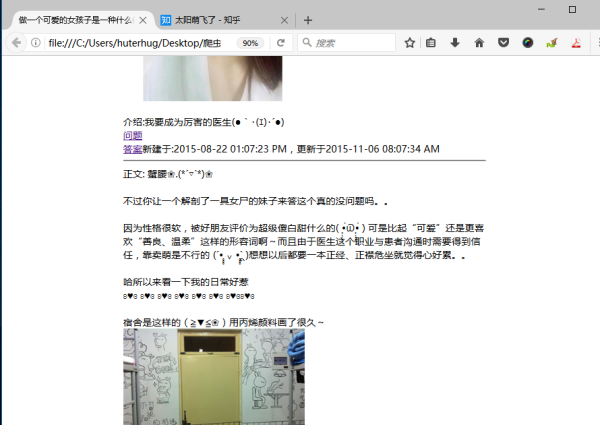 做一个可爱的女孩子是一种什么
知 太阳萌飞了 - 知乎
file:///C:/Users/huterhug/Desktop/爬虫
90%
搜索
介绍:我要成为厉害的医生(●｀･(ｴ)･´●)
问题
答案新建于:2015-08-22 01:07:23 PM，更新于2015-11-06 08:07:34 AM
正文: 蟹腰❀.(*´▽`*)❀
不过你让一个解剖了一具女尸的妹子来答这个真的没问题吗。。
因为性格很软，被好朋友评价为超级傻白甜什么的( •̀ω•́ ) 可是比起“可爱”还是更喜
欢“善良、温柔”这样的形容词啊～而且由于医生这个职业与患者沟通时需要得到信
任，靠卖萌是不行的 (´•̥ ᵥ •̥`)想想以后都要一本正经、正襟危坐就觉得心好累。。
哈所以来看一下我的日常好惹
ʚ♥ɞ ʚ♥ɞ ʚ♥ɞ ʚ♥ɞ ʚ♥ɞ ʚ♥ɞ ʚ♥ɞʚ♥ɞ
宿舍是这样的（≧▼≦❀）用丙烯颜料画了很久～